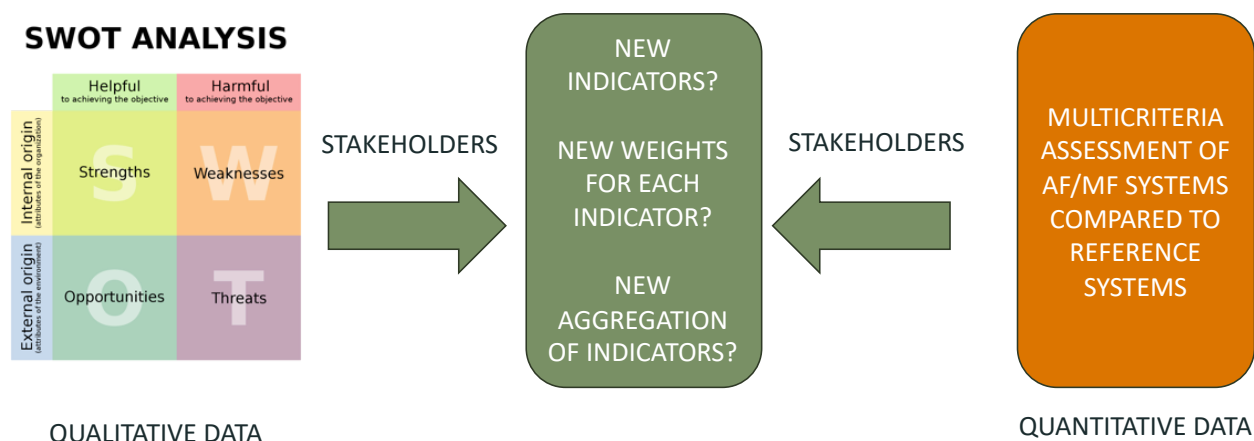 SWOT ANALYSIS
Helpful
to achieving the objective
Harmful
to achieving the objective
Internal origin
(attributes of the organization)
S
Strengths
W
Weaknesses
External origin
(attributes of the environment)
O
Opportunities
T
Threats
QUALITATIVE DATA
STAKEHOLDERS
NEW
INDICATORS?
NEW WEIGHTS
FOR EACH
INDICATOR?
NEW
AGGREGATION
OF INDICATORS?
STAKEHOLDERS
MULTICRITERIA
ASSESSMENT OF
AF/MF SYSTEMS
COMPARED TO
REFERENCE
SYSTEMS
QUANTITATIVE DATA